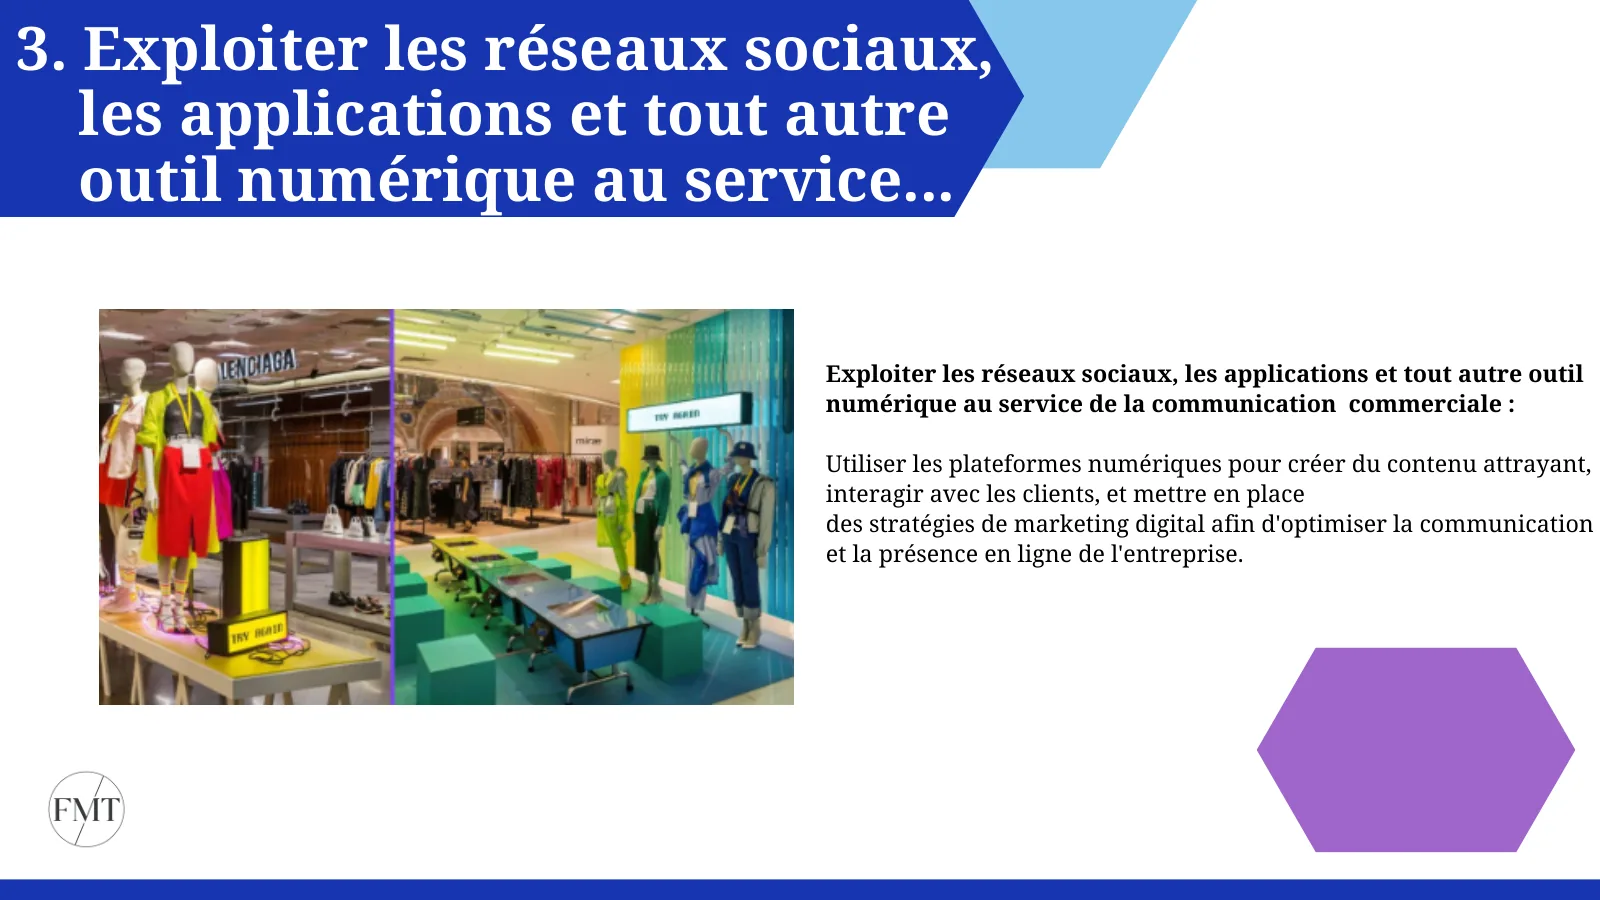 3. Exploiter les réseaux sociaux,
les applications et tout autre
outil numérique au service...
LENCIAGA
TRY AGAIN
mirae
TRY AGAIN
Exploiter les réseaux sociaux, les applications et tout autre outil
numérique au service de la communication  commerciale :
Utiliser les plateformes numériques pour créer du contenu attrayant,
interagir avec les clients, et mettre en place
des stratégies de marketing digital afin d'optimiser la communication
et la présence en ligne de l'entreprise.
FMT